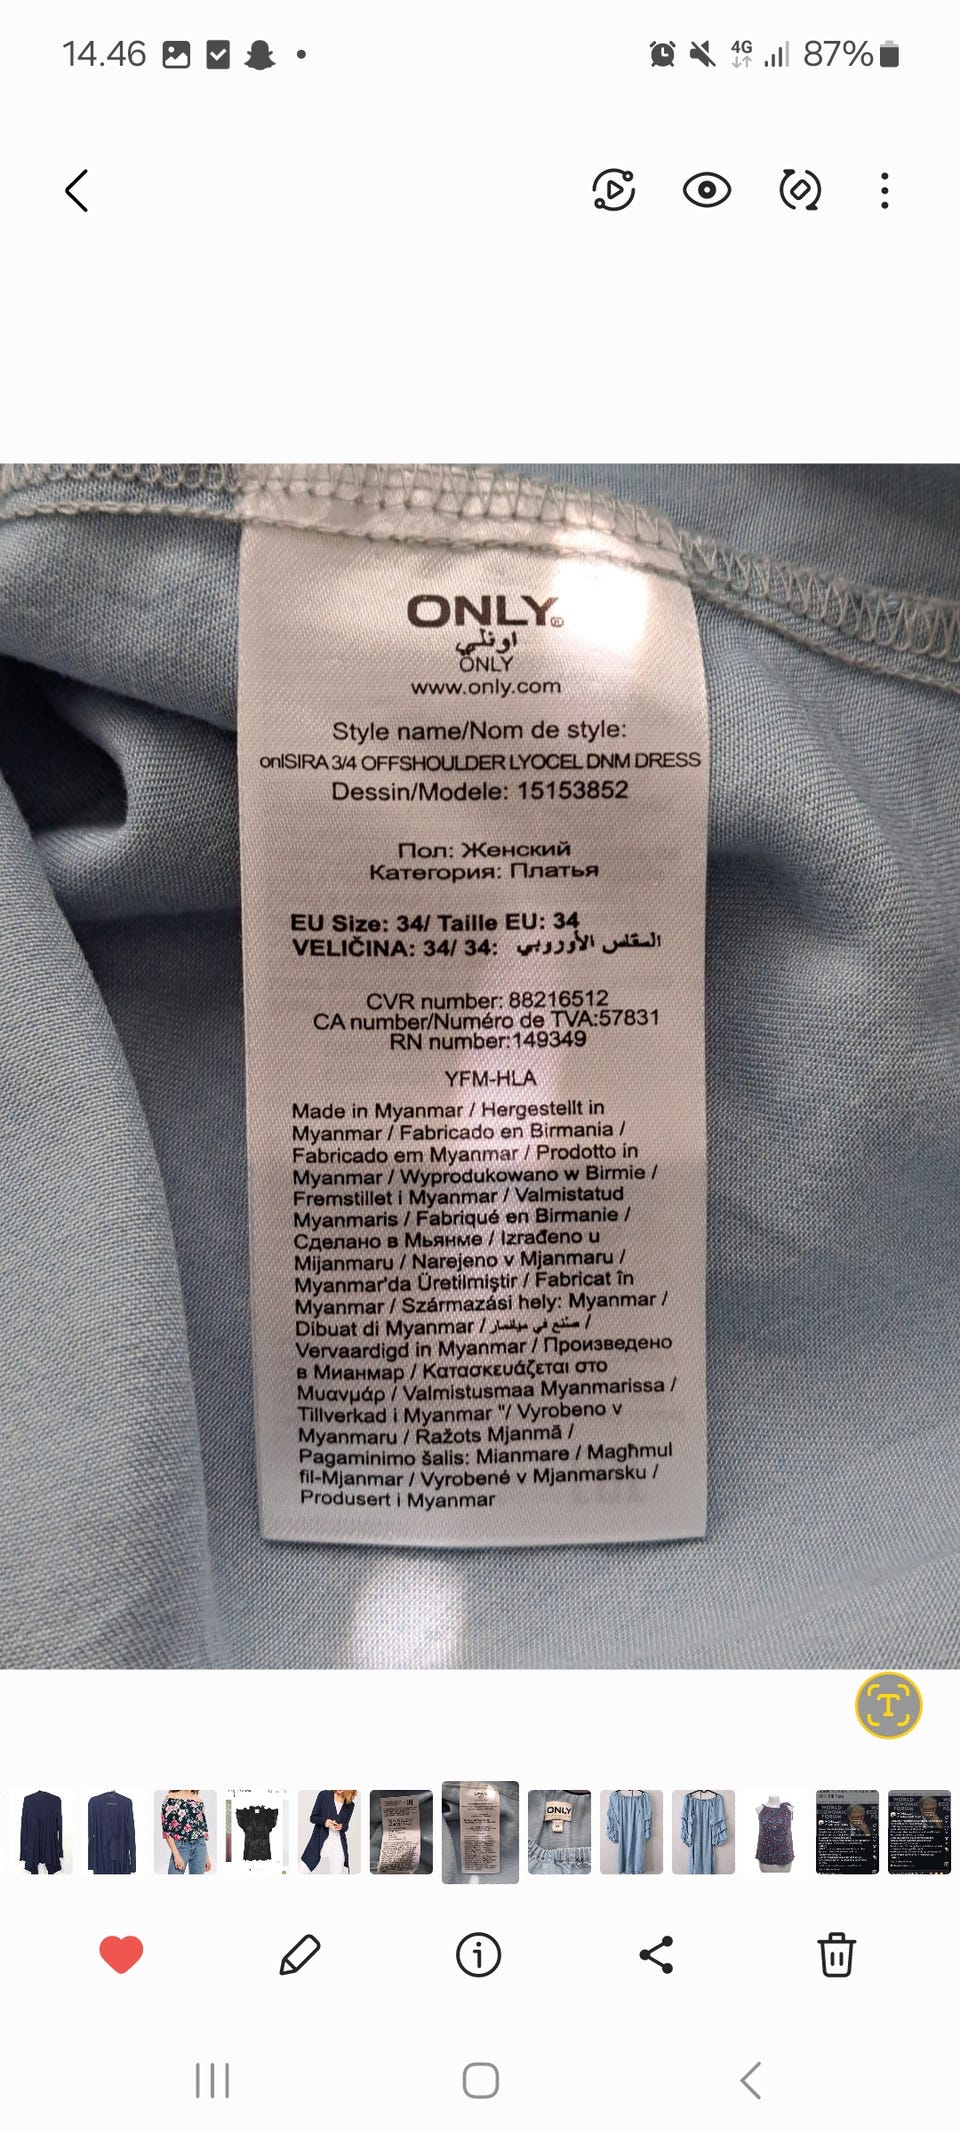 14.46
4G
87%
ONLY®
اونلي
ONLY
www.only.com
Style name/Nom de style:
onlSIRA 3/4 OFFSHOULDER LYOCEL DNM DRESS
Dessin/Modele: 15153852
Пол: Женский
Категория: Платья
EU Size: 34/ Taille EU: 34
VELIČINA: 34/ 34: المقاس الأوروبي
CVR number: 88216512
CA number/Numéro de TVA:57831
RN number:149349
YFM-HLA
Made in Myanmar / Hergestellt in
Myanmar / Fabricado en Birmania /
Fabricado em Myanmar / Prodotto in
Myanmar / Wyprodukowano w Birmie /
Fremstillet i Myanmar / Valmistatud
Myanmaris / Fabriqué en Birmanie /
Сделано в Мьянме / Izrađeno u
Mijanmaru / Narejeno v Mjanmaru /
Myanmar'da Üretilmiştir / Fabricat în
Myanmar / Származási hely: Myanmar /
Dibuat di Myanmar / صنع في ميانمار /
Vervaardigd in Myanmar / Произведено
в Мианмар / Κατασκευάζεται στο
Μυανμάρ / Valmistusmaa Myanmarissa /
Tillverkad i Myanmar "/ Vyrobeno v
Myanmaru / Ražots Mjanmā /
Pagaminimo šalis: Mianmare / Magħmul
fil-Mjanmar / Vyrobené v Mjanmarsku /
Produsert i Myanmar
T
ONLY
WORLD
ECONOMIC
FORUM